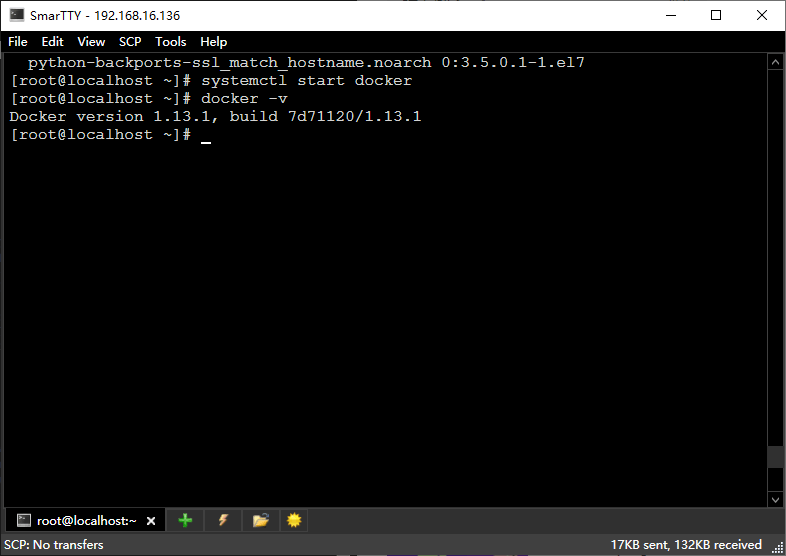 SmarTTY - 192.168.16.136
File Edit View SCP Tools Help
python-backports-ssl_match_hostname.noarch 0:3.5.0.1-1.el7
[root@localhost ~]# systemctl start docker
[root@localhost ~]# docker -v
Docker version 1.13.1, build 7d71120/1.13.1
[root@localhost ~]# _
root@localhost:~
SCP: No transfers 17KB sent, 132KB received